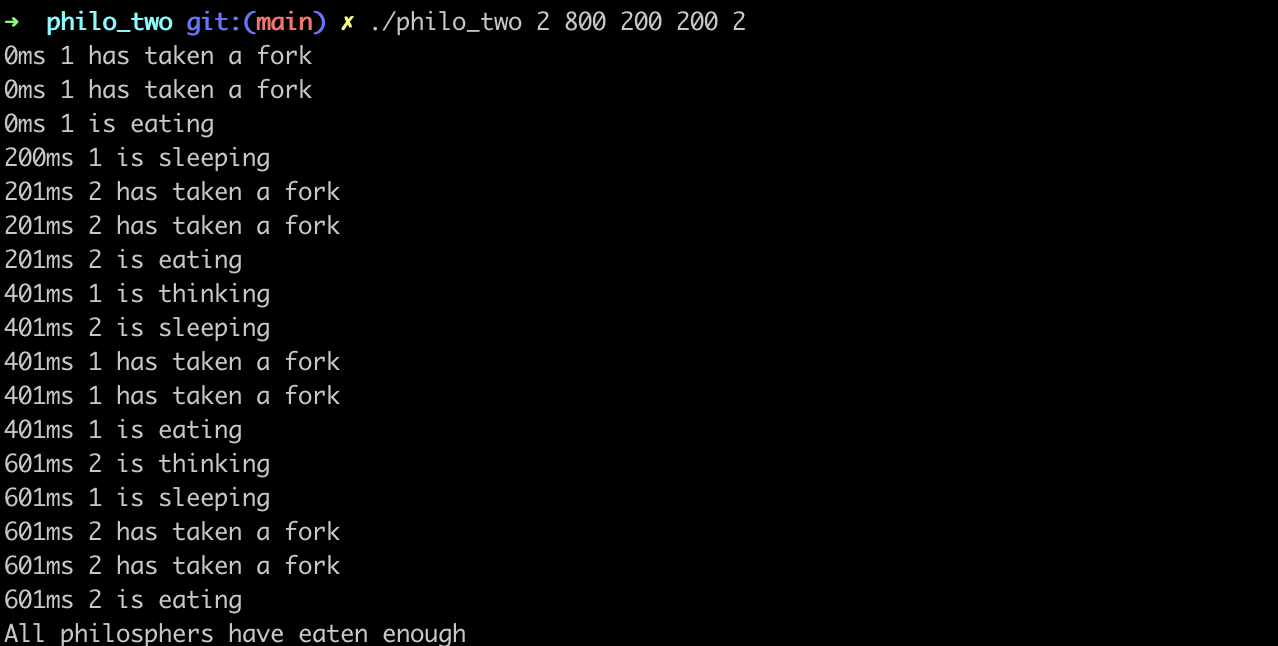 →  philo_two git:(main) ✗ ./philo_two 2 800 200 200 2
0ms 1 has taken a fork
0ms 1 has taken a fork
0ms 1 is eating
200ms 1 is sleeping
201ms 2 has taken a fork
201ms 2 has taken a fork
201ms 2 is eating
401ms 1 is thinking
401ms 2 is sleeping
401ms 1 has taken a fork
401ms 1 has taken a fork
401ms 1 is eating
601ms 2 is thinking
601ms 1 is sleeping
601ms 2 has taken a fork
601ms 2 has taken a fork
601ms 2 is eating
All philosphers have eaten enough